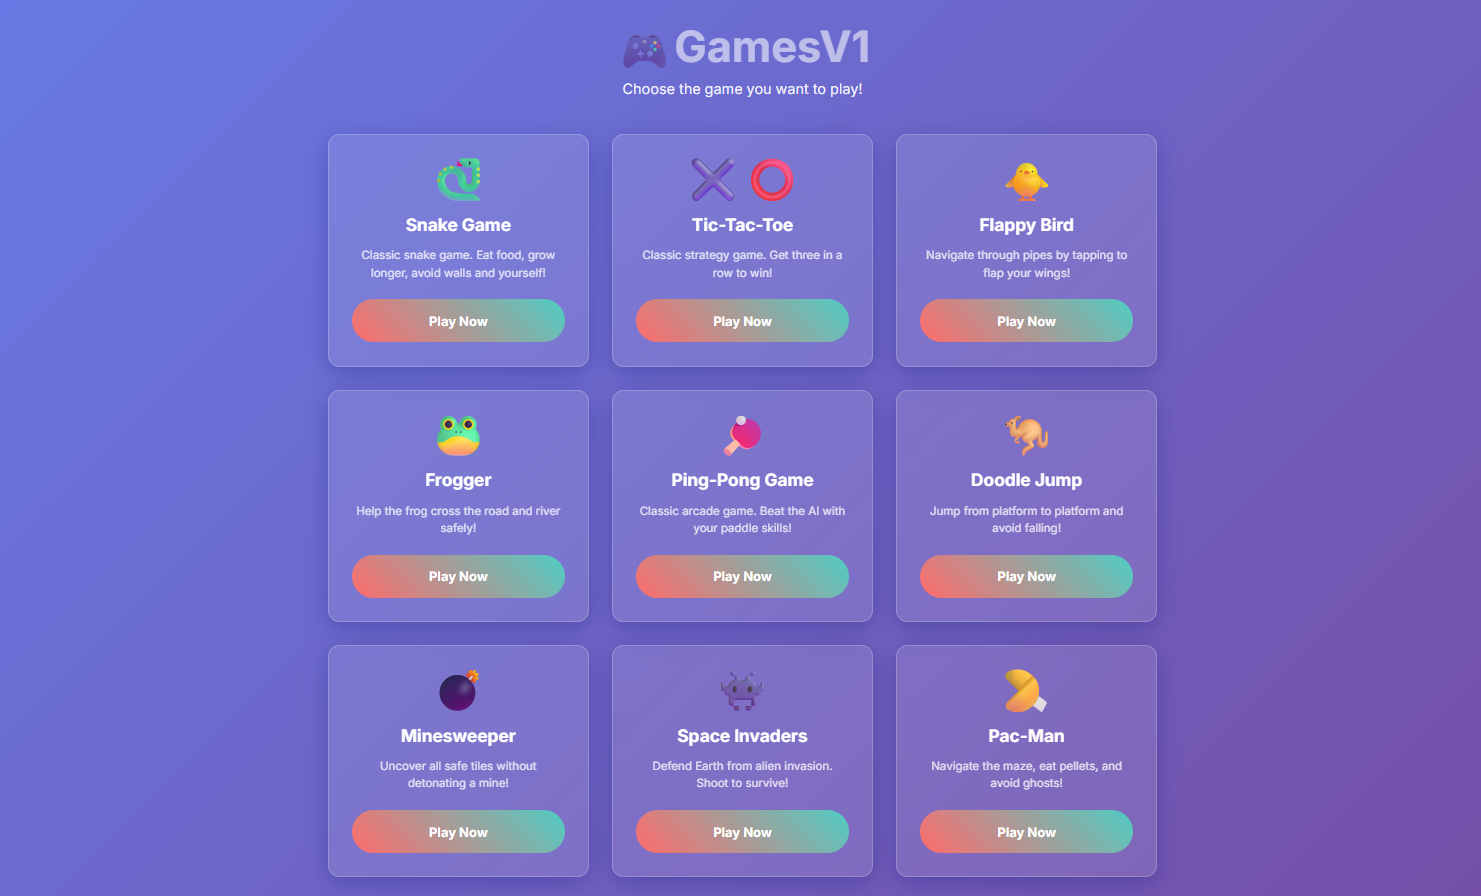 GamesV1
Choose the game you want to play!
Snake Game
Classic snake game. Eat food, grow
longer, avoid walls and yourself!
Play Now
Tic-Tac-Toe
Classic strategy game. Get three in a
row to win!
Play Now
Flappy Bird
Navigate through pipes by tapping to
flap your wings!
Play Now
Frogger
Help the frog cross the road and river
safely!
Play Now
Ping-Pong Game
Classic arcade game. Beat the AI with
your paddle skills!
Play Now
Doodle Jump
Jump from platform to platform and
avoid falling!
Play Now
Minesweeper
Uncover all safe tiles without
detonating a mine!
Play Now
Space Invaders
Defend Earth from alien invasion.
Shoot to survive!
Play Now
Pac-Man
Navigate the maze, eat pellets, and
avoid ghosts!
Play Now